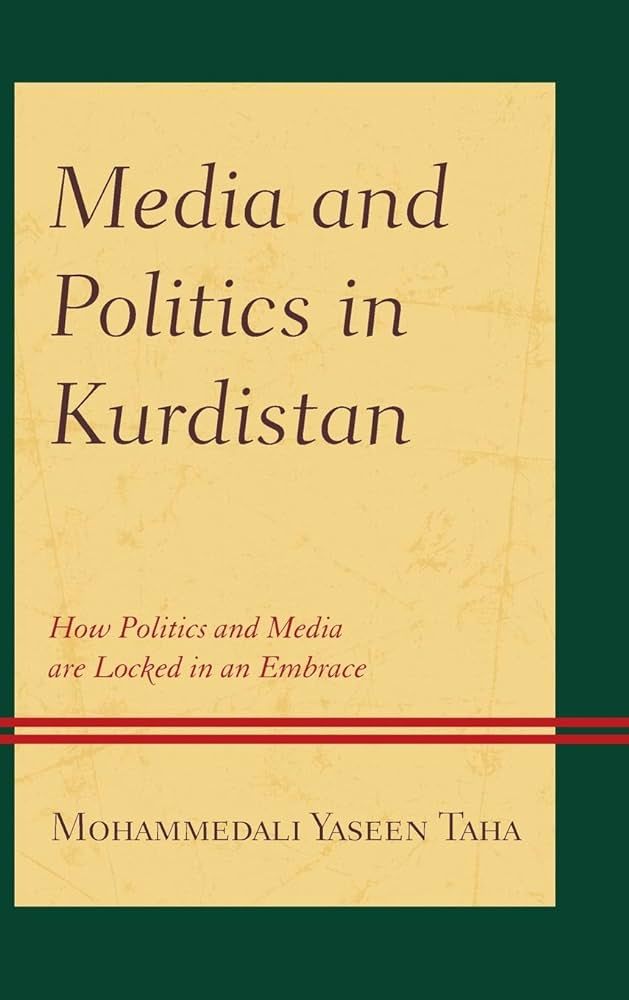 Media and
Politics in
Kurdistan
How Politics and Media
are Locked in an Embrace
Mohammedali Yaseen Taha